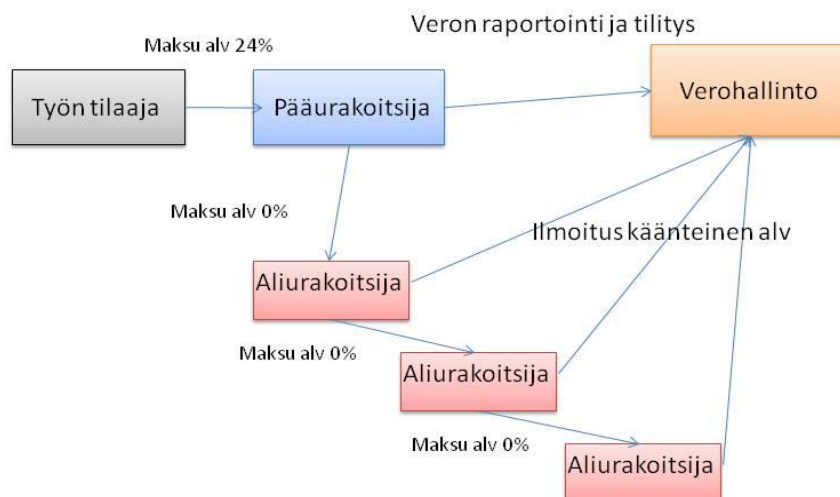 Veron raportointi ja tilitys
Maksu alv 24%
Työn tilaaja
Pääurakoitsija
Verohallinto
Maksu alv 0%
Ilmoitus käänteinen alv
Aliurakoitsija
Maksu alv 0%
Aliurakoitsija
Maksu alv 0%
Aliurakoitsija